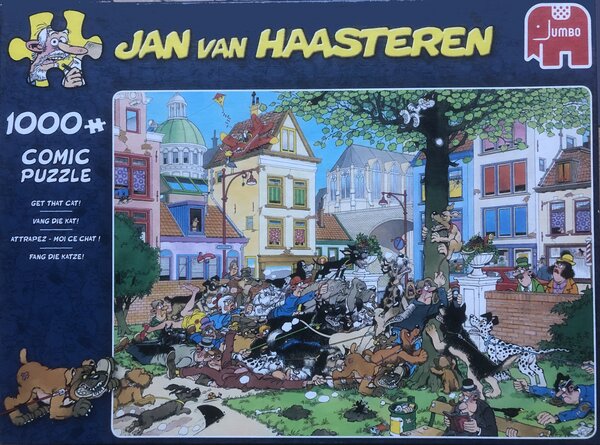 JAN VAN HAASTEREN
JUMBO
1000
COMIC
PUZZLE
GET THAT CAT!
VANG DIE KAT!
ATTRAPEZ - MOI CE CHAT !
FANG DIE KATZE!